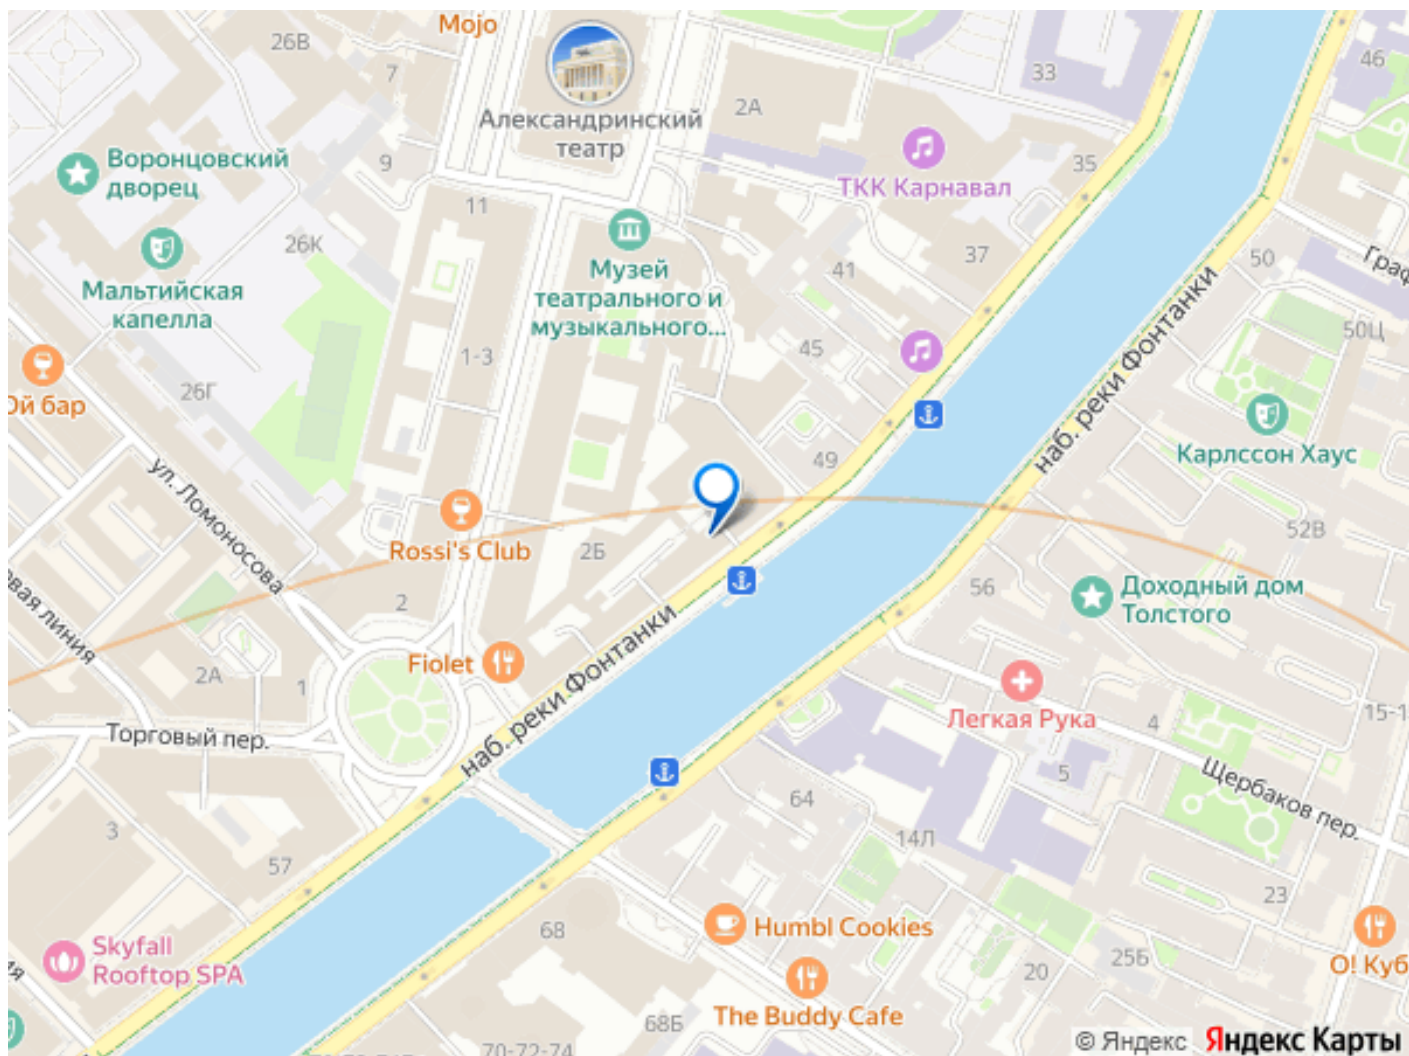 Mojo
26В
7
33
46
Александринский
театр
2А
Воронцовский
дворец
9
35
ТКК Карнавал
11
26К
37
50
Граф
Мальтийская
капелла
Музей
театрального и
музыкального...
41
наб. реки Фонтанки
50Ц
45
1-3
26Г
Ой бар
Карлссон Хаус
49
ул. Ломоносова
52В
Rossi's Club
2Б
56
Доходный дом
Толстого
овая линия
2
Fiolet
2А
1
наб. реки Фонтанки
Легкая Рука
4
15-1
Торговый пер.
5
Щербаков пер.
64
14Л
3
57
23
Humbl Cookies
68
Skyfall
Rooftop SPA
25Б
О! Куб
20
The Buddy Cafe
68Б
70-72-74
© Яндекс Яндекс Карты